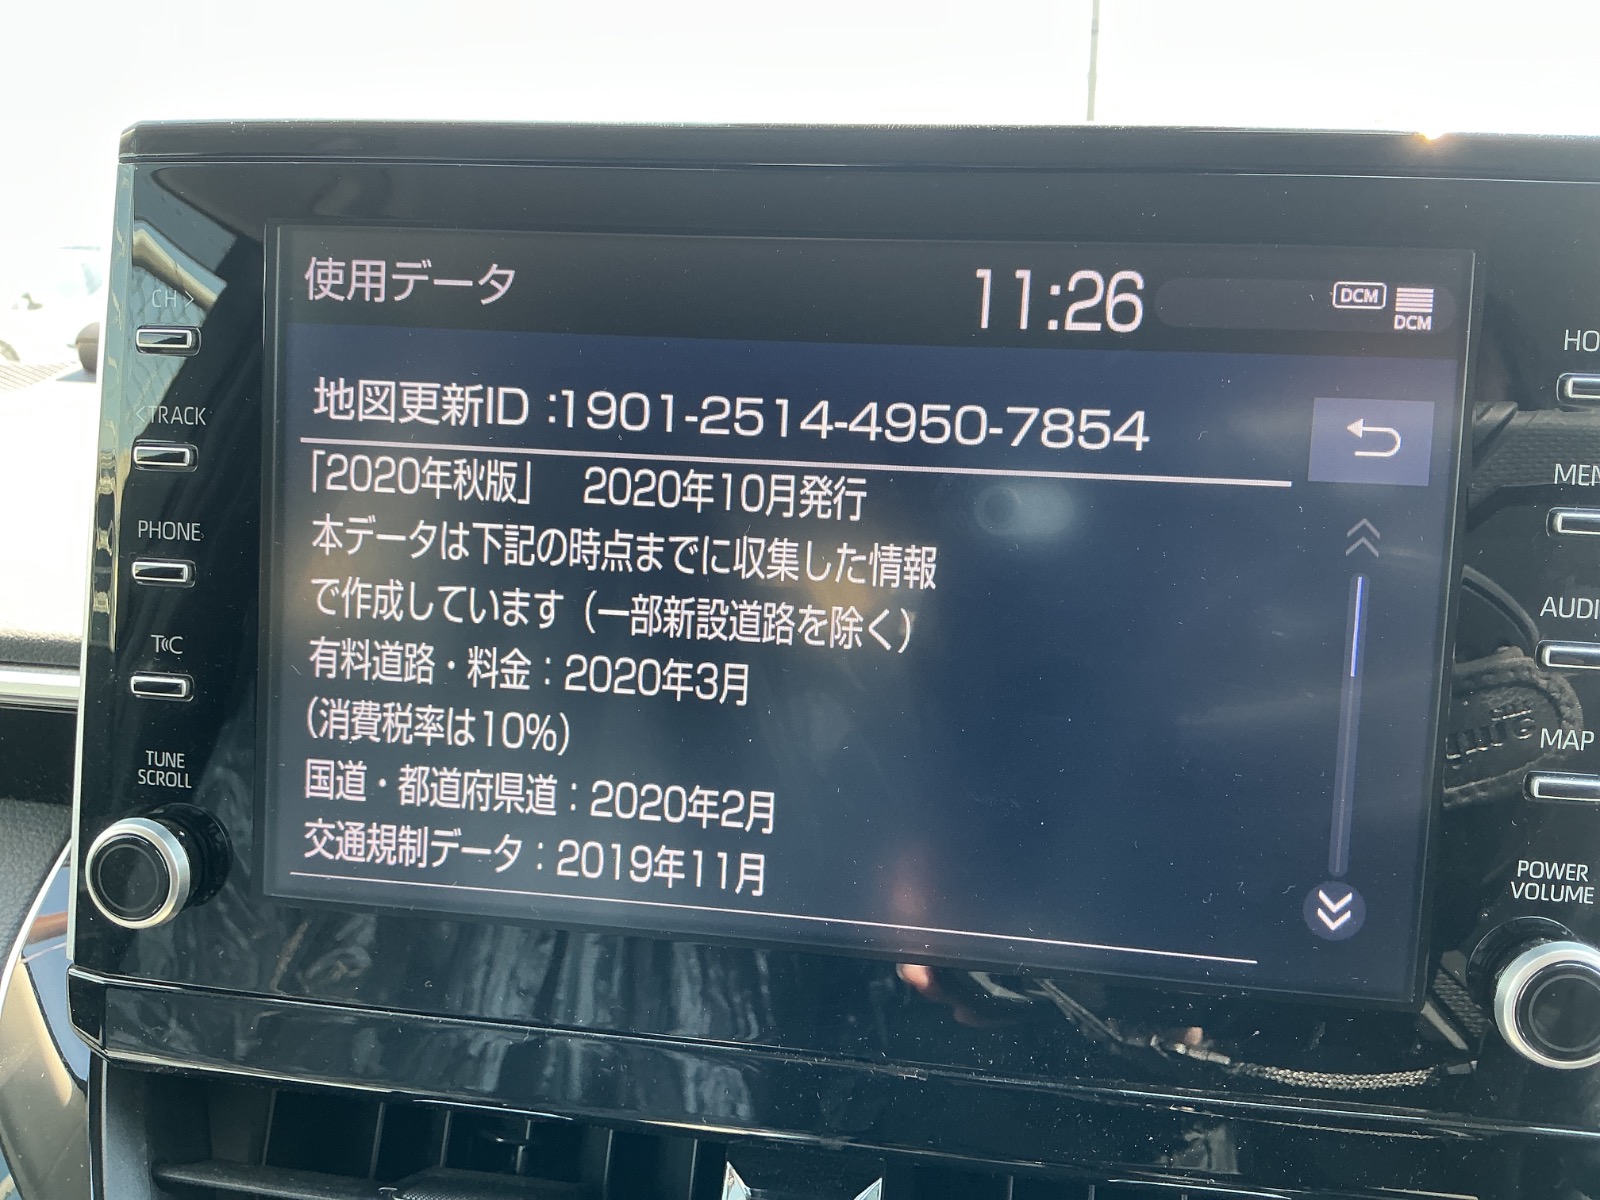 使用データ
11:26
DCM
DCM
地図更新ID :1901-2514-4950-7854
「2020年秋版」　2020年10月発行
本データは下記の時点までに収集した情報
で作成しています（一部新設道路を除く）
有料道路・料金：2020年3月
（消費税率は10%）
国道・都道府県道：2020年2月
交通規制データ：2019年11月
CH >
<TRACK
PHONE
TUNE
SCROLL
HO
MEN
AUDI
MAP
POWER
VOLUME